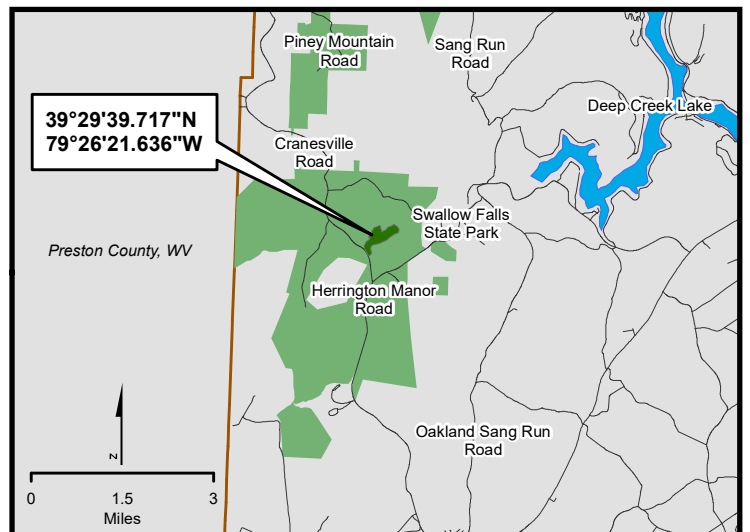 Piney Mountain
Road
Sang Run
Road
Deep Creek Lake
39°29'39.717"N
79°26'21.636"W
Cranesville
Road
Swallow Falls
State Park
Preston County, WV
Herrington Manor
Road
Oakland Sang Run
Road
N
0 1.5 3
Miles